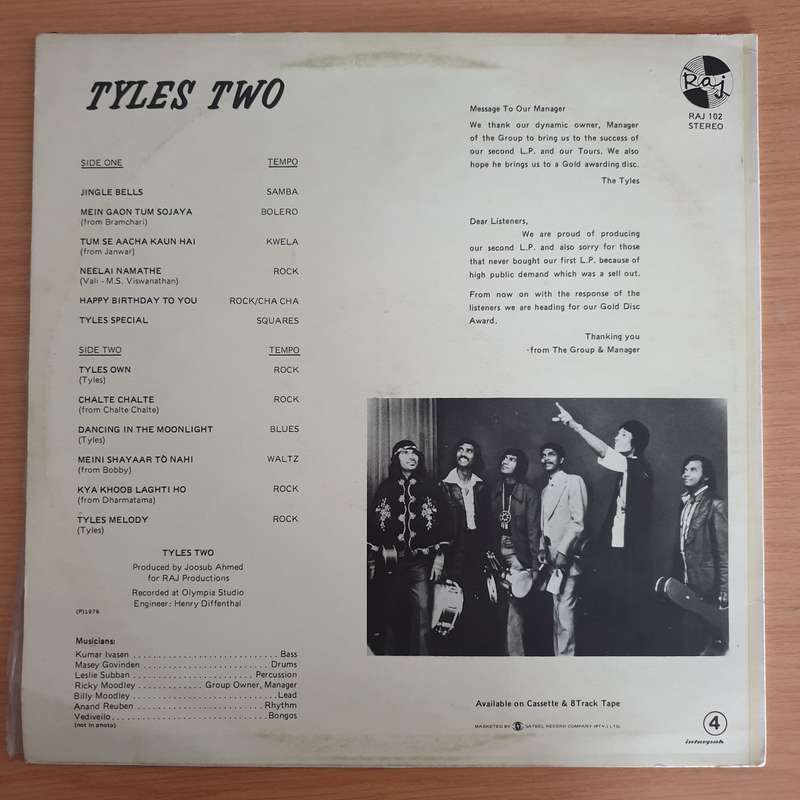 TYLES TWO
SIDE ONE TEMPO
JINGLE BELLS SAMBA
MEIN GAON TUM SOJAYA BOLERO
(from Bramchari)
TUM SE AACHA KAUN HAI KWELA
(from Janwar)
NEELAI NAMATHE ROCK
(Vali - M.S. Viswanathan)
HAPPY BIRTHDAY TO YOU ROCK/CHA CHA
TYLES SPECIAL SQUARES
SIDE TWO TEMPO
TYLES OWN ROCK
(Tyles)
CHALTE CHALTE ROCK
(from Chalte Chalte)
DANCING IN THE MOONLIGHT BLUES
(Tyles)
MEINI SHAYAAR TO NAHI WALTZ
(from Bobby)
KYA KHOOB LAGHTI HO ROCK
(from Dharmatama)
TYLES MELODY ROCK
(Tyles)
TYLES TWO
Produced by Joosub Ahmed
for RAJ Productions
Recorded at Olympia Studio
Engineer: Henry Diffenthal
(P)1976
Musicians:
Kumar Ivasen Bass
Masey Govinden Drums
Leslie Subban Percussion
Ricky Moodley Group Owner, Manager
Billy Moodley Lead
Anand Reuben Rhythm
Vediveilo Bongos
(not in photo)
Raj
RAJ 102
STEREO
Message To Our Manager
We thank our dynamic owner, Manager
of the Group to bring us to the success of
our second L.P. and our Tours. We also
hope he brings us to a Gold awarding disc.
The Tyles
Dear Listeners,
We are proud of producing
our second L.P. and also sorry for those
that never bought our first L.P. because of
high public demand which was a sell out.
From now on with the response of the
listeners we are heading for our Gold Disc
Award.
Thanking you
-from The Group & Manager
Available on Cassette & 8 Track Tape
MARKETED BY SATBEL RECORD COMPANY (PTY.) LTD.
4
interpak